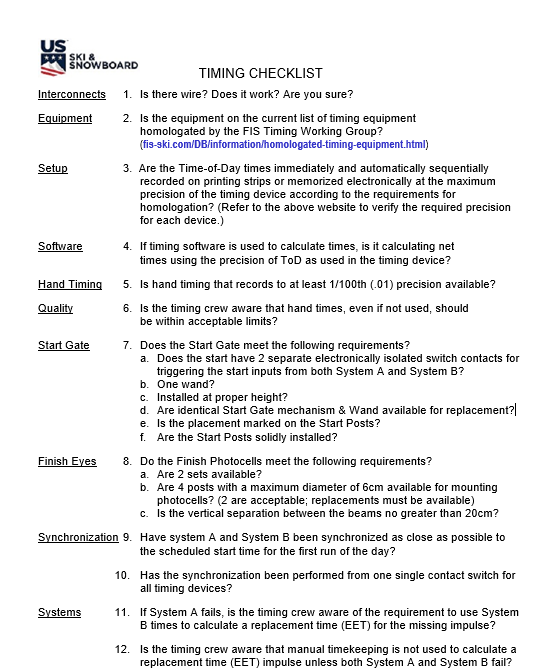 US
SKI &
SNOWBOARD
TIMING CHECKLIST
Interconnects 1. Is there wire? Does it work? Are you sure?
Equipment 2. Is the equipment on the current list of timing equipment
homologated by the FIS Timing Working Group?
(fis-ski.com/DB/information/homologated-timing-equipment.html)
Setup 3. Are the Time-of-Day times immediately and automatically sequentially
recorded on printing strips or memorized electronically at the maximum
precision of the timing device according to the requirements for
homologation? (Refer to the above website to verify the required precision
for each device.)
Software 4. If timing software is used to calculate times, is it calculating net
times using the precision of ToD as used in the timing device?
Hand Timing 5. Is hand timing that records to at least 1/100th (.01) precision available?
Quality 6. Is the timing crew aware that hand times, even if not used, should
be within acceptable limits?
Start Gate 7. Does the Start Gate meet the following requirements?
a. Does the start have 2 separate electronically isolated switch contacts for
triggering the start inputs from both System A and System B?
b. One wand?
c. Installed at proper height?
d. Are identical Start Gate mechanism & Wand available for replacement?
e. Is the placement marked on the Start Posts?
f. Are the Start Posts solidly installed?
Finish Eyes 8. Do the Finish Photocells meet the following requirements?
a. Are 2 sets available?
b. Are 4 posts with a maximum diameter of 6cm available for mounting
photocells? (2 are acceptable; replacements must be available)
c. Is the vertical separation between the beams no greater than 20cm?
Synchronization 9. Have system A and System B been synchronized as close as possible to
the scheduled start time for the first run of the day?
10. Has the synchronization been performed from one single contact switch for
all timing devices?
Systems 11. If System A fails, is the timing crew aware of the requirement to use System
B times to calculate a replacement time (EET) for the missing impulse?
12. Is the timing crew aware that manual timekeeping is not used to calculate a
replacement time (EET) impulse unless both System A and System B fail?